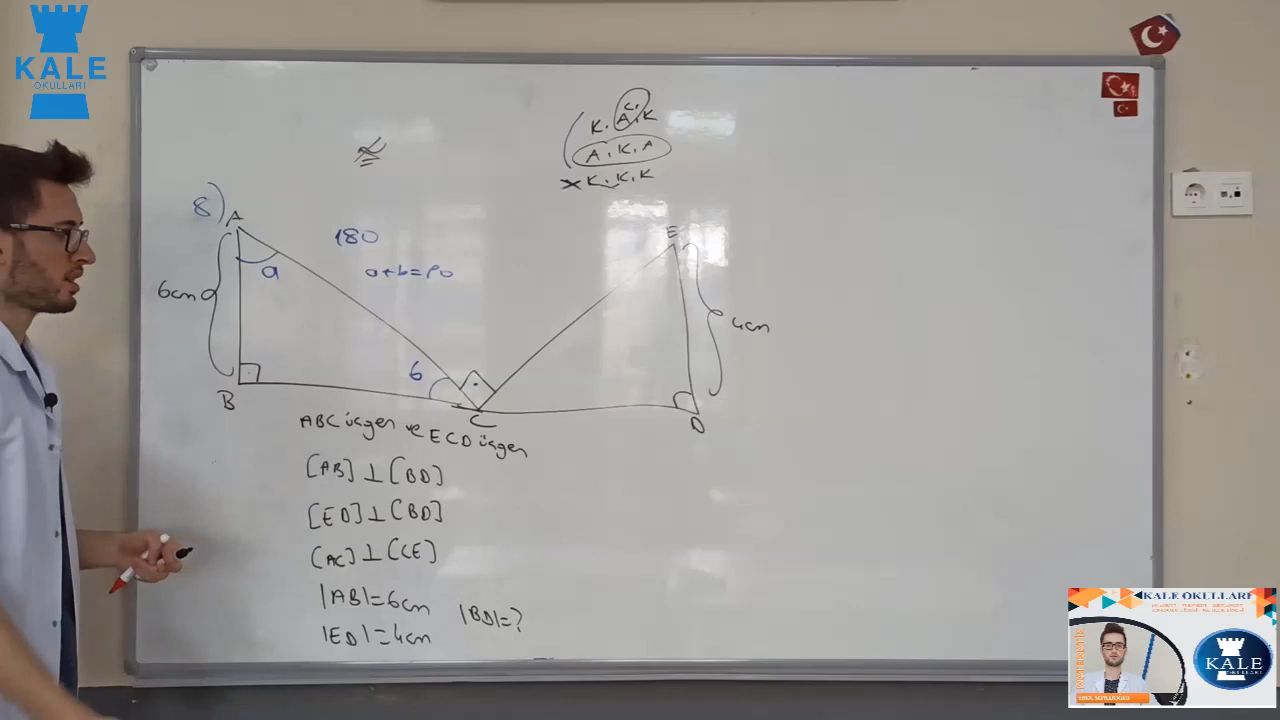 KALE
OKULLARI
K.A.K
K.
A.K.A
K.K.K
≅
8)
A
180
a
a+b=90
6cm
E
4cm
b
B
C
D
ABC üçgen ve ECD üçgen
[AB]⊥[BD]
[ED]⊥[BD]
[AC]⊥[CE]
|AB|=6cm
|BD|=?
|ED|=4cm
KALE OKULLARI
KALE
OKULLARI